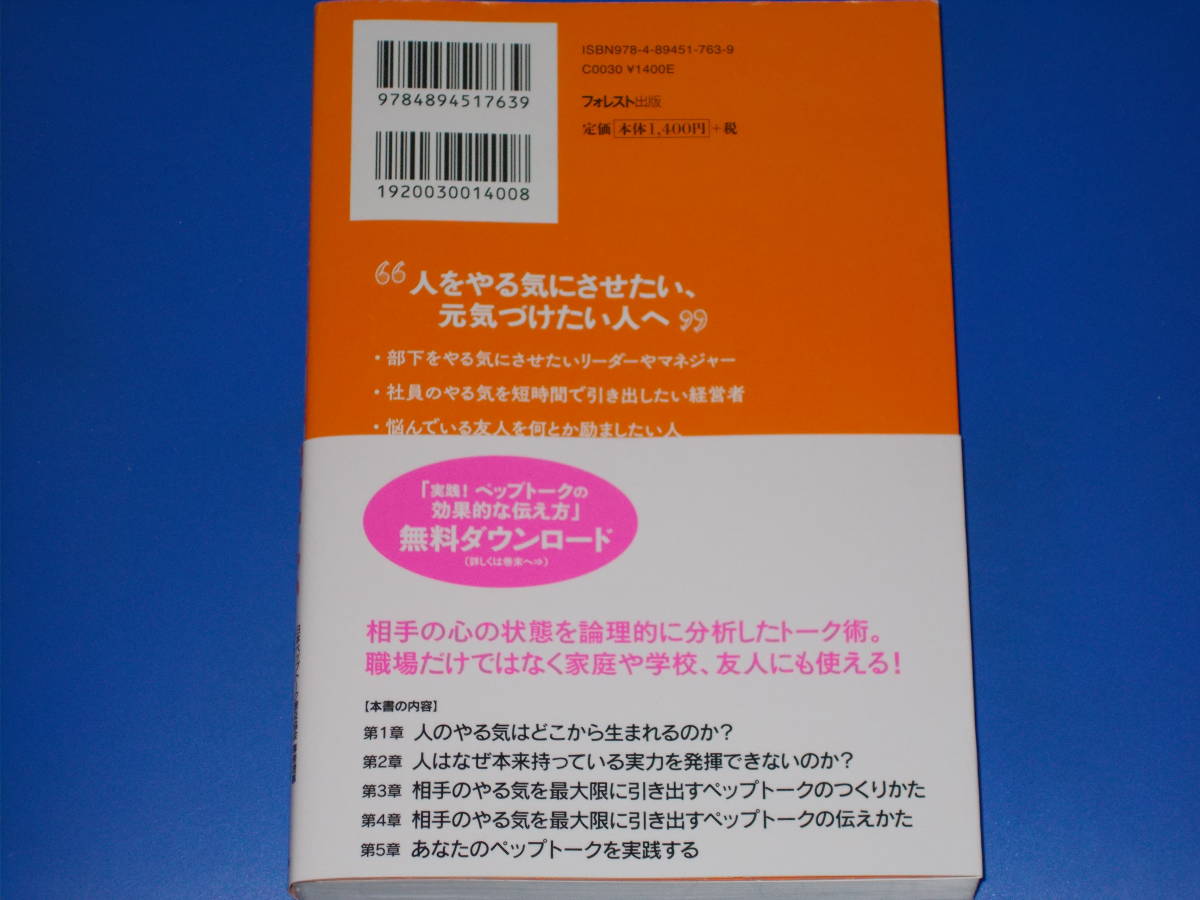 ISBN978-4-89451-763-9
C0030 ¥1400E
9784894517639
フォレスト出版
定価 本体1,400円 +税
1920030014008
“人をやる気にさせたい、
元気づけたい人へ”
・部下をやる気にさせたいリーダーやマネジャー
・社員のやる気を短時間で引き出したい経営者
・悩んでいる友人を何とか励ましたい人
「実践！ペップトークの
効果的な伝え方」
無料ダウンロード
（詳しくは巻末へ⇒）
相手の心の状態を論理的に分析したトーク術。
職場だけではなく家庭や学校、友人にも使える！
【本書の内容】
第1章 人のやる気はどこから生まれるのか？
第2章 人はなぜ本来持っている実力を発揮できないのか？
第3章 相手のやる気を最大限に引き出すペップトークのつくりかた
第4章 相手のやる気を最大限に引き出すペップトークの伝えかた
第5章 あなたのペップトークを実践する